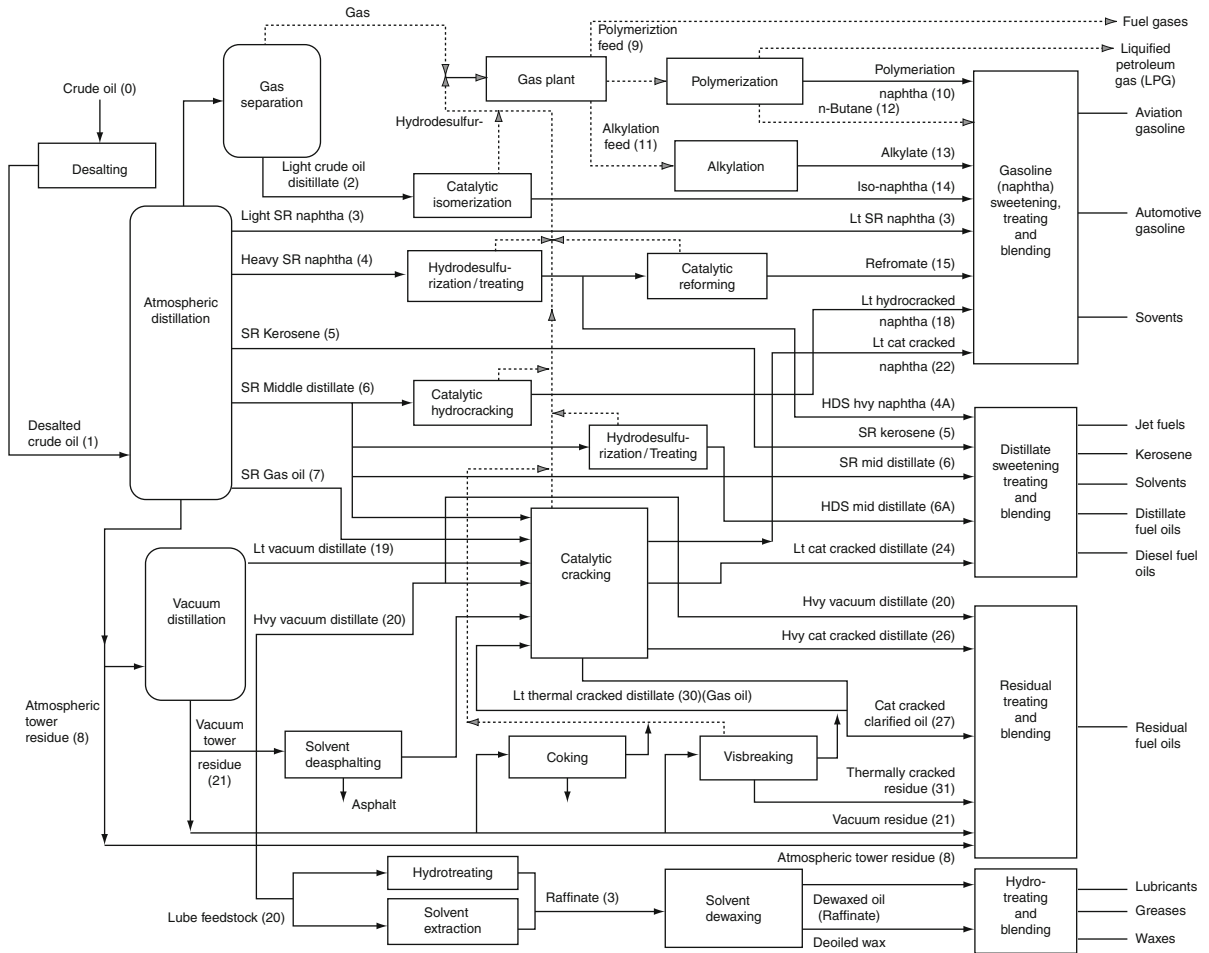 Gas
Polymeriztion
feed (9)
Fuel gases
Gas
separation
Gas plant
Polymerization
Polymeriation
naphtha (10)
n-Butane (12)
Liquified
petroleum
gas (LPG)
Crude oil (0)
Desalting
Hydrodesulfur-
Alkylation
feed (11)
Alkylation
Alkylate (13)
Aviation
gasoline
Light crude oil
disitillate (2)
Catalytic
isomerization
Iso-naphtha (14)
Gasoline
(naphtha)
sweetening,
treating
and
blending
Light SR naphtha (3)
Lt SR naphtha (3)
Automotive
gasoline
Heavy SR naphtha (4)
Hydrodesulfu-
rization/treating
Catalytic
reforming
Refromate (15)
Atmospheric
distillation
Lt hydrocracked
naphtha (18)
Sovents
SR Kerosene (5)
Lt cat cracked
naphtha (22)
SR Middle distillate (6)
Catalytic
hydrocracking
HDS hvy naphtha (4A)
Jet fuels
Desalted
crude oil (1)
Hydrodesulfu-
rization/Treating
SR kerosene (5)
Kerosene
Distillate
sweetening
treating
and
blending
SR Gas oil (7)
SR mid distillate (6)
Solvents
HDS mid distillate (6A)
Distillate
fuel oils
Lt vacuum distillate (19)
Catalytic
cracking
Lt cat cracked distillate (24)
Diesel fuel
oils
Vacuum
distillation
Hvy vacuum distillate (20)
Hvy vacuum distillate (20)
Hvy cat cracked distillate (26)
Lt thermal cracked distillate (30)(Gas oil)
Residual
treating
and
blending
Atmospheric
tower
residue (8)
Vacuum
tower
residue (21)
Solvent
deasphalting
Asphalt
Coking
Visbreaking
Cat cracked
clarified oil (27)
Residual
fuel oils
Thermally cracked
residue (31)
Vacuum residue (21)
Atmospheric tower residue (8)
Hydrotreating
Lube feedstock (20)
Solvent
extraction
Raffinate (3)
Solvent
dewaxing
Dewaxed oil
(Raffinate)
Deoiled wax
Hydro-
treating
and
blending
Lubricants
Greases
Waxes